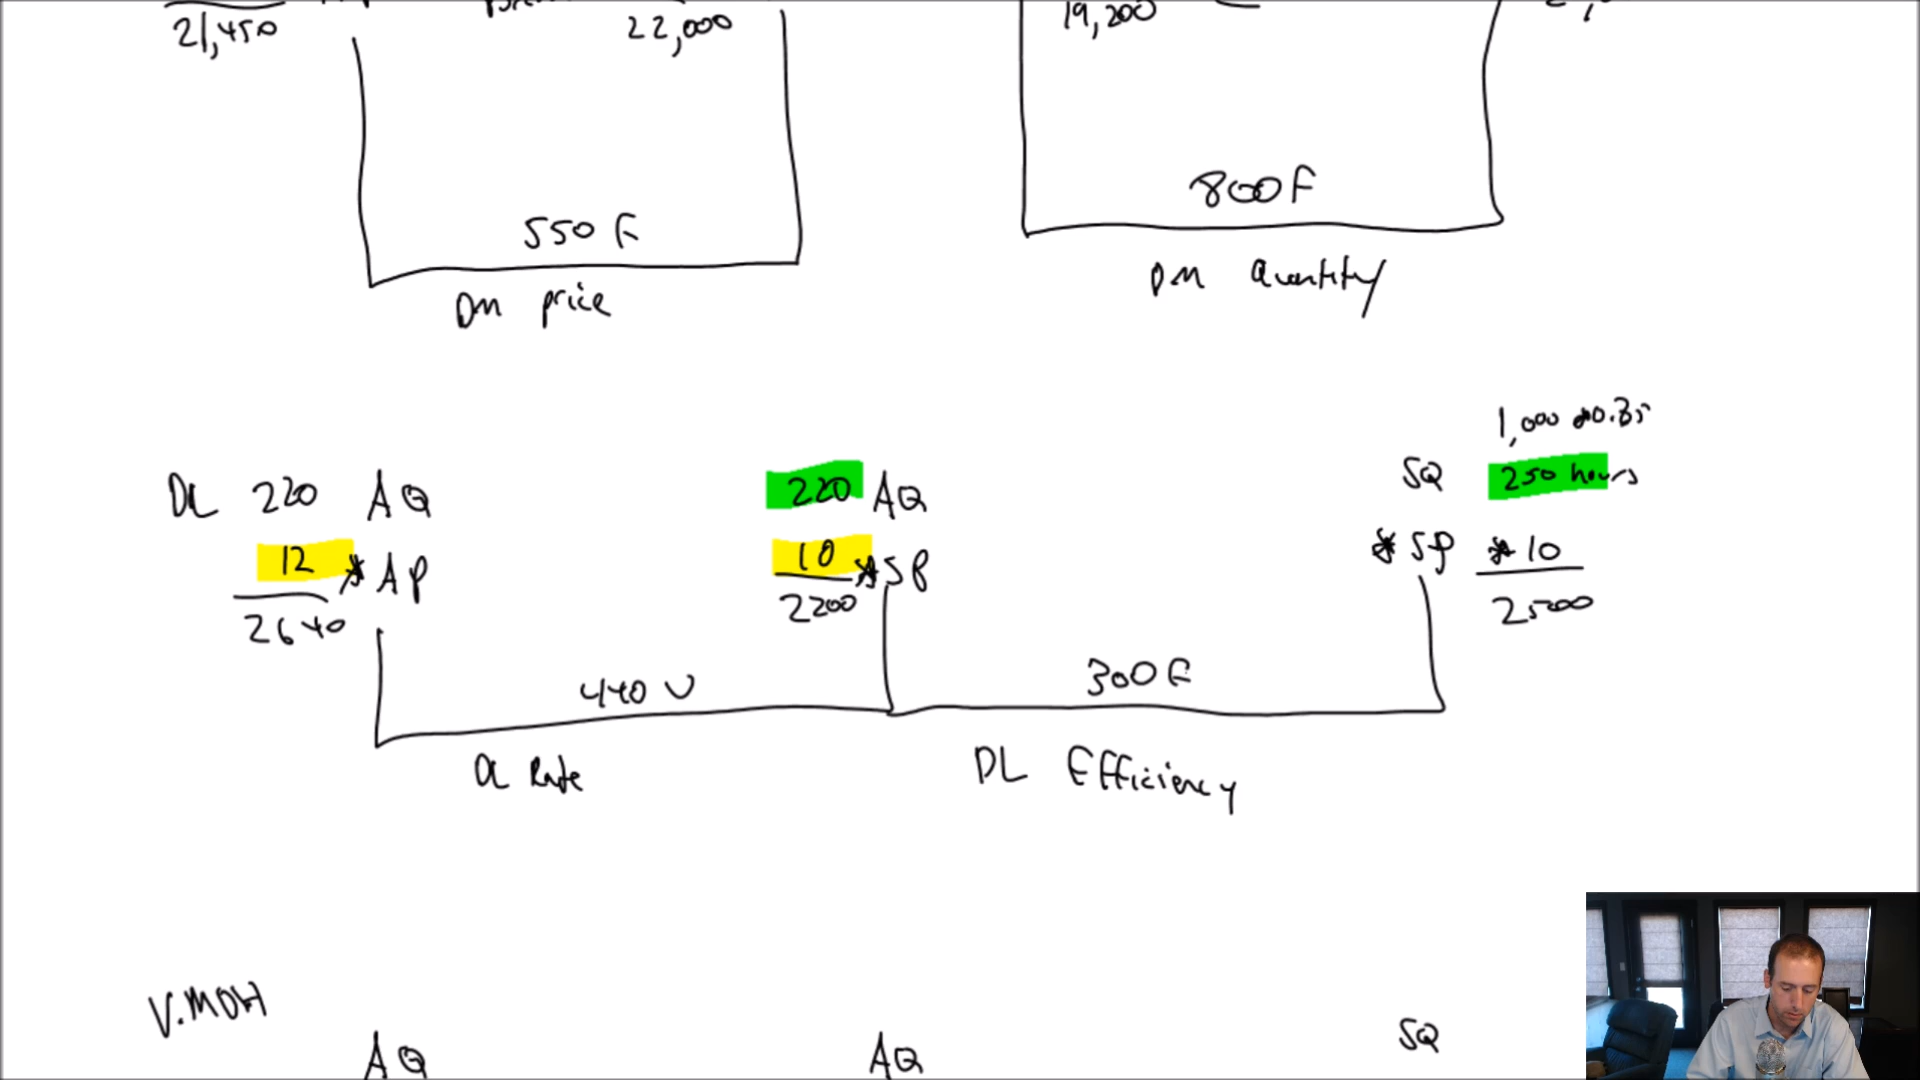 21,450
22,000
19,200
550 F
800 F
DM price
DM Quantity
1,000 * 0.25
DL 220 AQ
220 AQ
SQ 250 hours
12 * AP
10 * SP
* SP * 10
2640
2200
2500
440 U
300 F
DL Rate
DL Efficiency
V.MOH
AQ
AQ
SQ